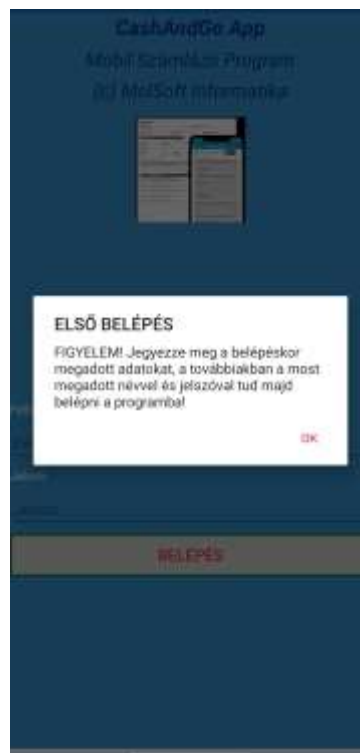 CashAndGo App
Mobil Számlázó Program
(c) MolSoft Informatika
ELSŐ BELÉPÉS
FIGYELEM! Jegyezze meg a belépéskor
megadott adatokat, a továbbiakban a most
megadott névvel és jelszóval tud majd
belépni a programba!
OK
BELÉPÉS